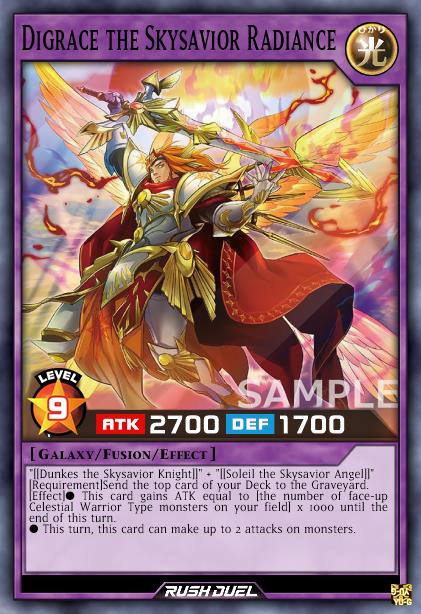 DIGRACE THE SKYSAVIOR RADIANCE
ひかり
光
SAMPLE
LEVEL
9
ATK 2700 DEF 1700
[ GALAXY/FUSION/EFFECT ]
"[[Dunkes the Skysavior Knight]]" + "[[Soleil the Skysavior Angel]]"
[Requirement]Send the top card of your Deck to the Graveyard.
[Effect]● This card gains ATK equal to [the number of face-up
Celestial Warrior Type monsters on your field] x 1000 until the
end of this turn.
● This turn, this card can make up to 2 attacks on monsters.
RUSH DUEL